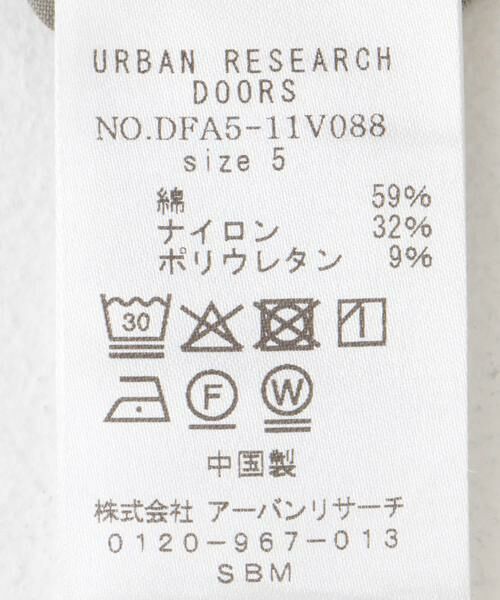 URBAN RESEARCH
DOORS
NO.DFA5-11V088
size 5
綿 59%
ナイロン 32%
ポリウレタン 9%
30
F W
中国製
株式会社 アーバンリサーチ
0120-967-013
SBM